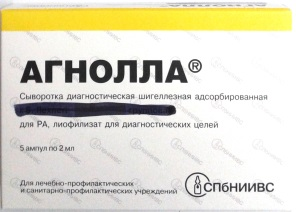 АГНОЛЛА®
Сыворотка диагностическая шигеллезная адсорбированная
для РА, лиофилизат для диагностических целей
5 ампул по 2 мл
Для лечебно-профилактических
и санитарно-профилактических учреждений
СПбНИИВС